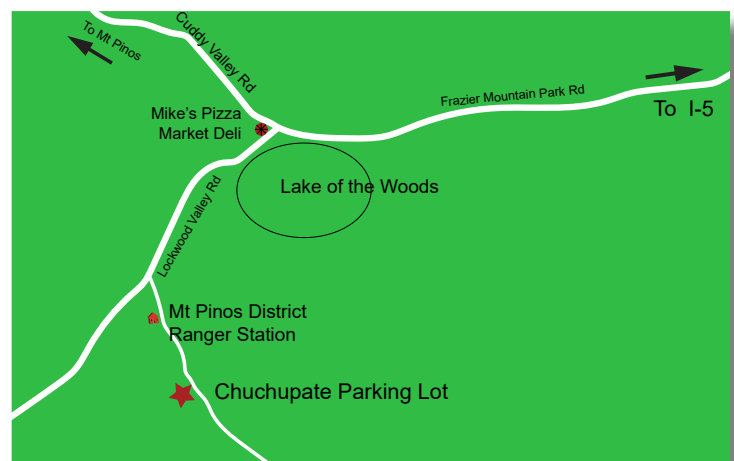 To Mt Pinos
Cuddy Valley Rd
Frazier Mountain Park Rd
To I-5
Mike's Pizza
Market Deli
Lake of the Woods
Lockwood Valley Rd
Mt Pinos District
Ranger Station
Chuchupate Parking Lot